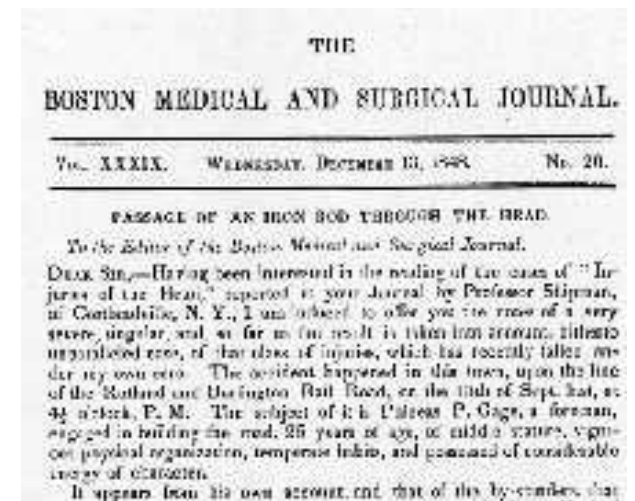 THE
BOSTON MEDICAL AND SURGICAL JOURNAL.
VOL. XXXIX. WEDNESDAY, DECEMBER 13, 1848. No. 20.
PASSAGE OF AN IRON ROD THROUGH THE HEAD.
To the Editor of the Boston Medical and Surgical Journal.
DEAR SIR,—Having been interested in the reading of the cases of "In-
juries of the Head," reported in your Journal by Professor Shipman,
of Cortlandville, N. Y., I am induced to offer you the notes of a very
severe, singular, and, so far as the result is taken into account, hitherto
unparalleled case, of that class of injuries, which has recently fallen un-
der my own care. The accident happened in this town, upon the line
of the Rutland and Burlington Rail Road, on the 13th of Sept. last, at
4½ o'clock, P. M. The subject of it is Phineas P. Gage, a foreman,
engaged in building the road, 25 years of age, of middle stature, vigor-
ous physical organization, temperate habits, and possessed of considerable
energy of character.
It appears from his own account, and that of the by-standers, that